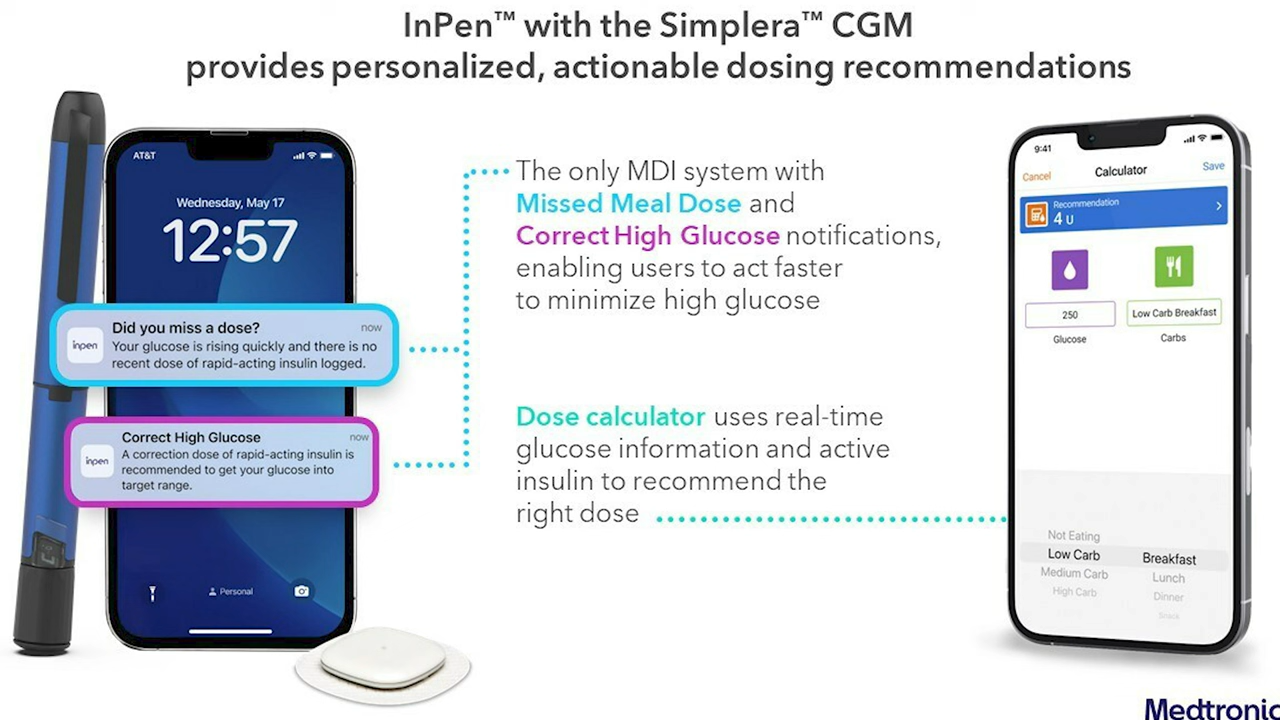 InPen™ with the Simplera™ CGM
provides personalized, actionable dosing recommendations
AT&T
Wednesday, May 17
12:57
Did you miss a dose?
now
inpen
Your glucose is rising quickly and there is no
recent dose of rapid-acting insulin logged.
Correct High Glucose
now
inpen
A correction dose of rapid-acting insulin is
recommended to get your glucose into
target range.
Personal
The only MDI system with
Missed Meal Dose and
Correct High Glucose notifications,
enabling users to act faster
to minimize high glucose
Dose calculator uses real-time
glucose information and active
insulin to recommend the
right dose
9:41
Cancel
Calculator
Save
Recommendation
4 U
250
Low Carb Breakfast
Glucose
Carbs
Not Eating
Low Carb
Breakfast
Medium Carb
Lunch
High Carb
Dinner
Snack
Medtronic